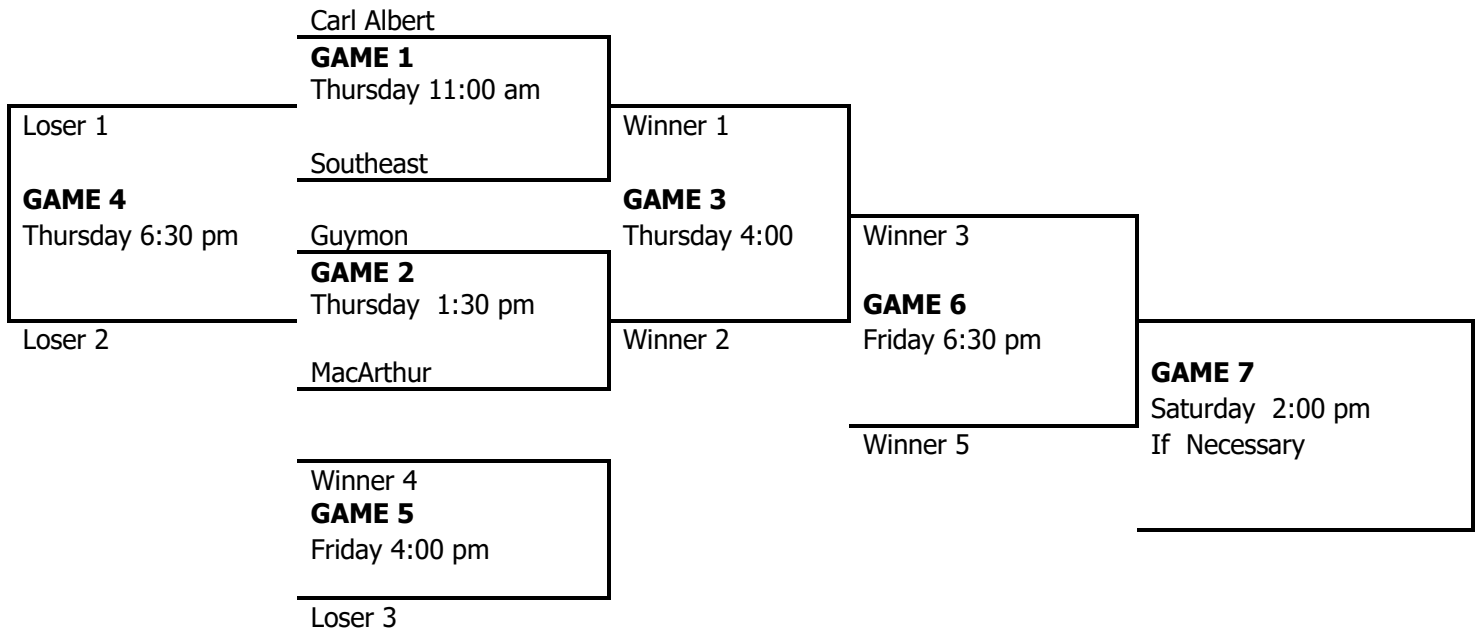 Carl Albert
GAME 1
Thursday 11:00 am
Loser 1
Winner 1
Southeast
GAME 4
GAME 3
Thursday 6:30 pm
Guymon
Thursday 4:00
Winner 3
GAME 2
Thursday 1:30 pm
GAME 6
Loser 2
Winner 2
Friday 6:30 pm
MacArthur
GAME 7
Saturday 2:00 pm
Winner 5
If Necessary
Winner 4
GAME 5
Friday 4:00 pm
Loser 3